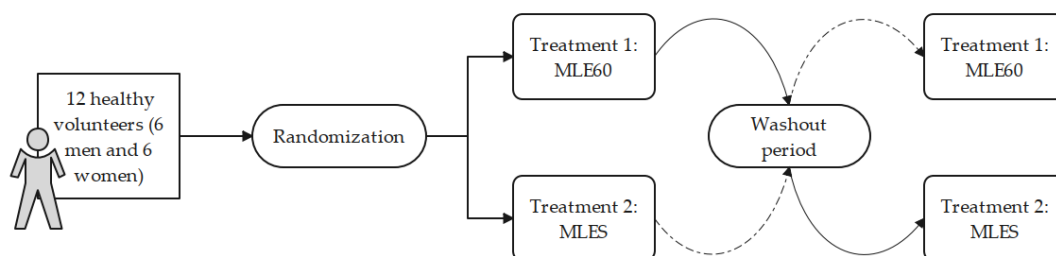 12 healthy
volunteers (6
men and 6
women)
Randomization
Treatment 1:
MLE60
Treatment 2:
MLES
Washout
period
Treatment 1:
MLE60
Treatment 2:
MLES